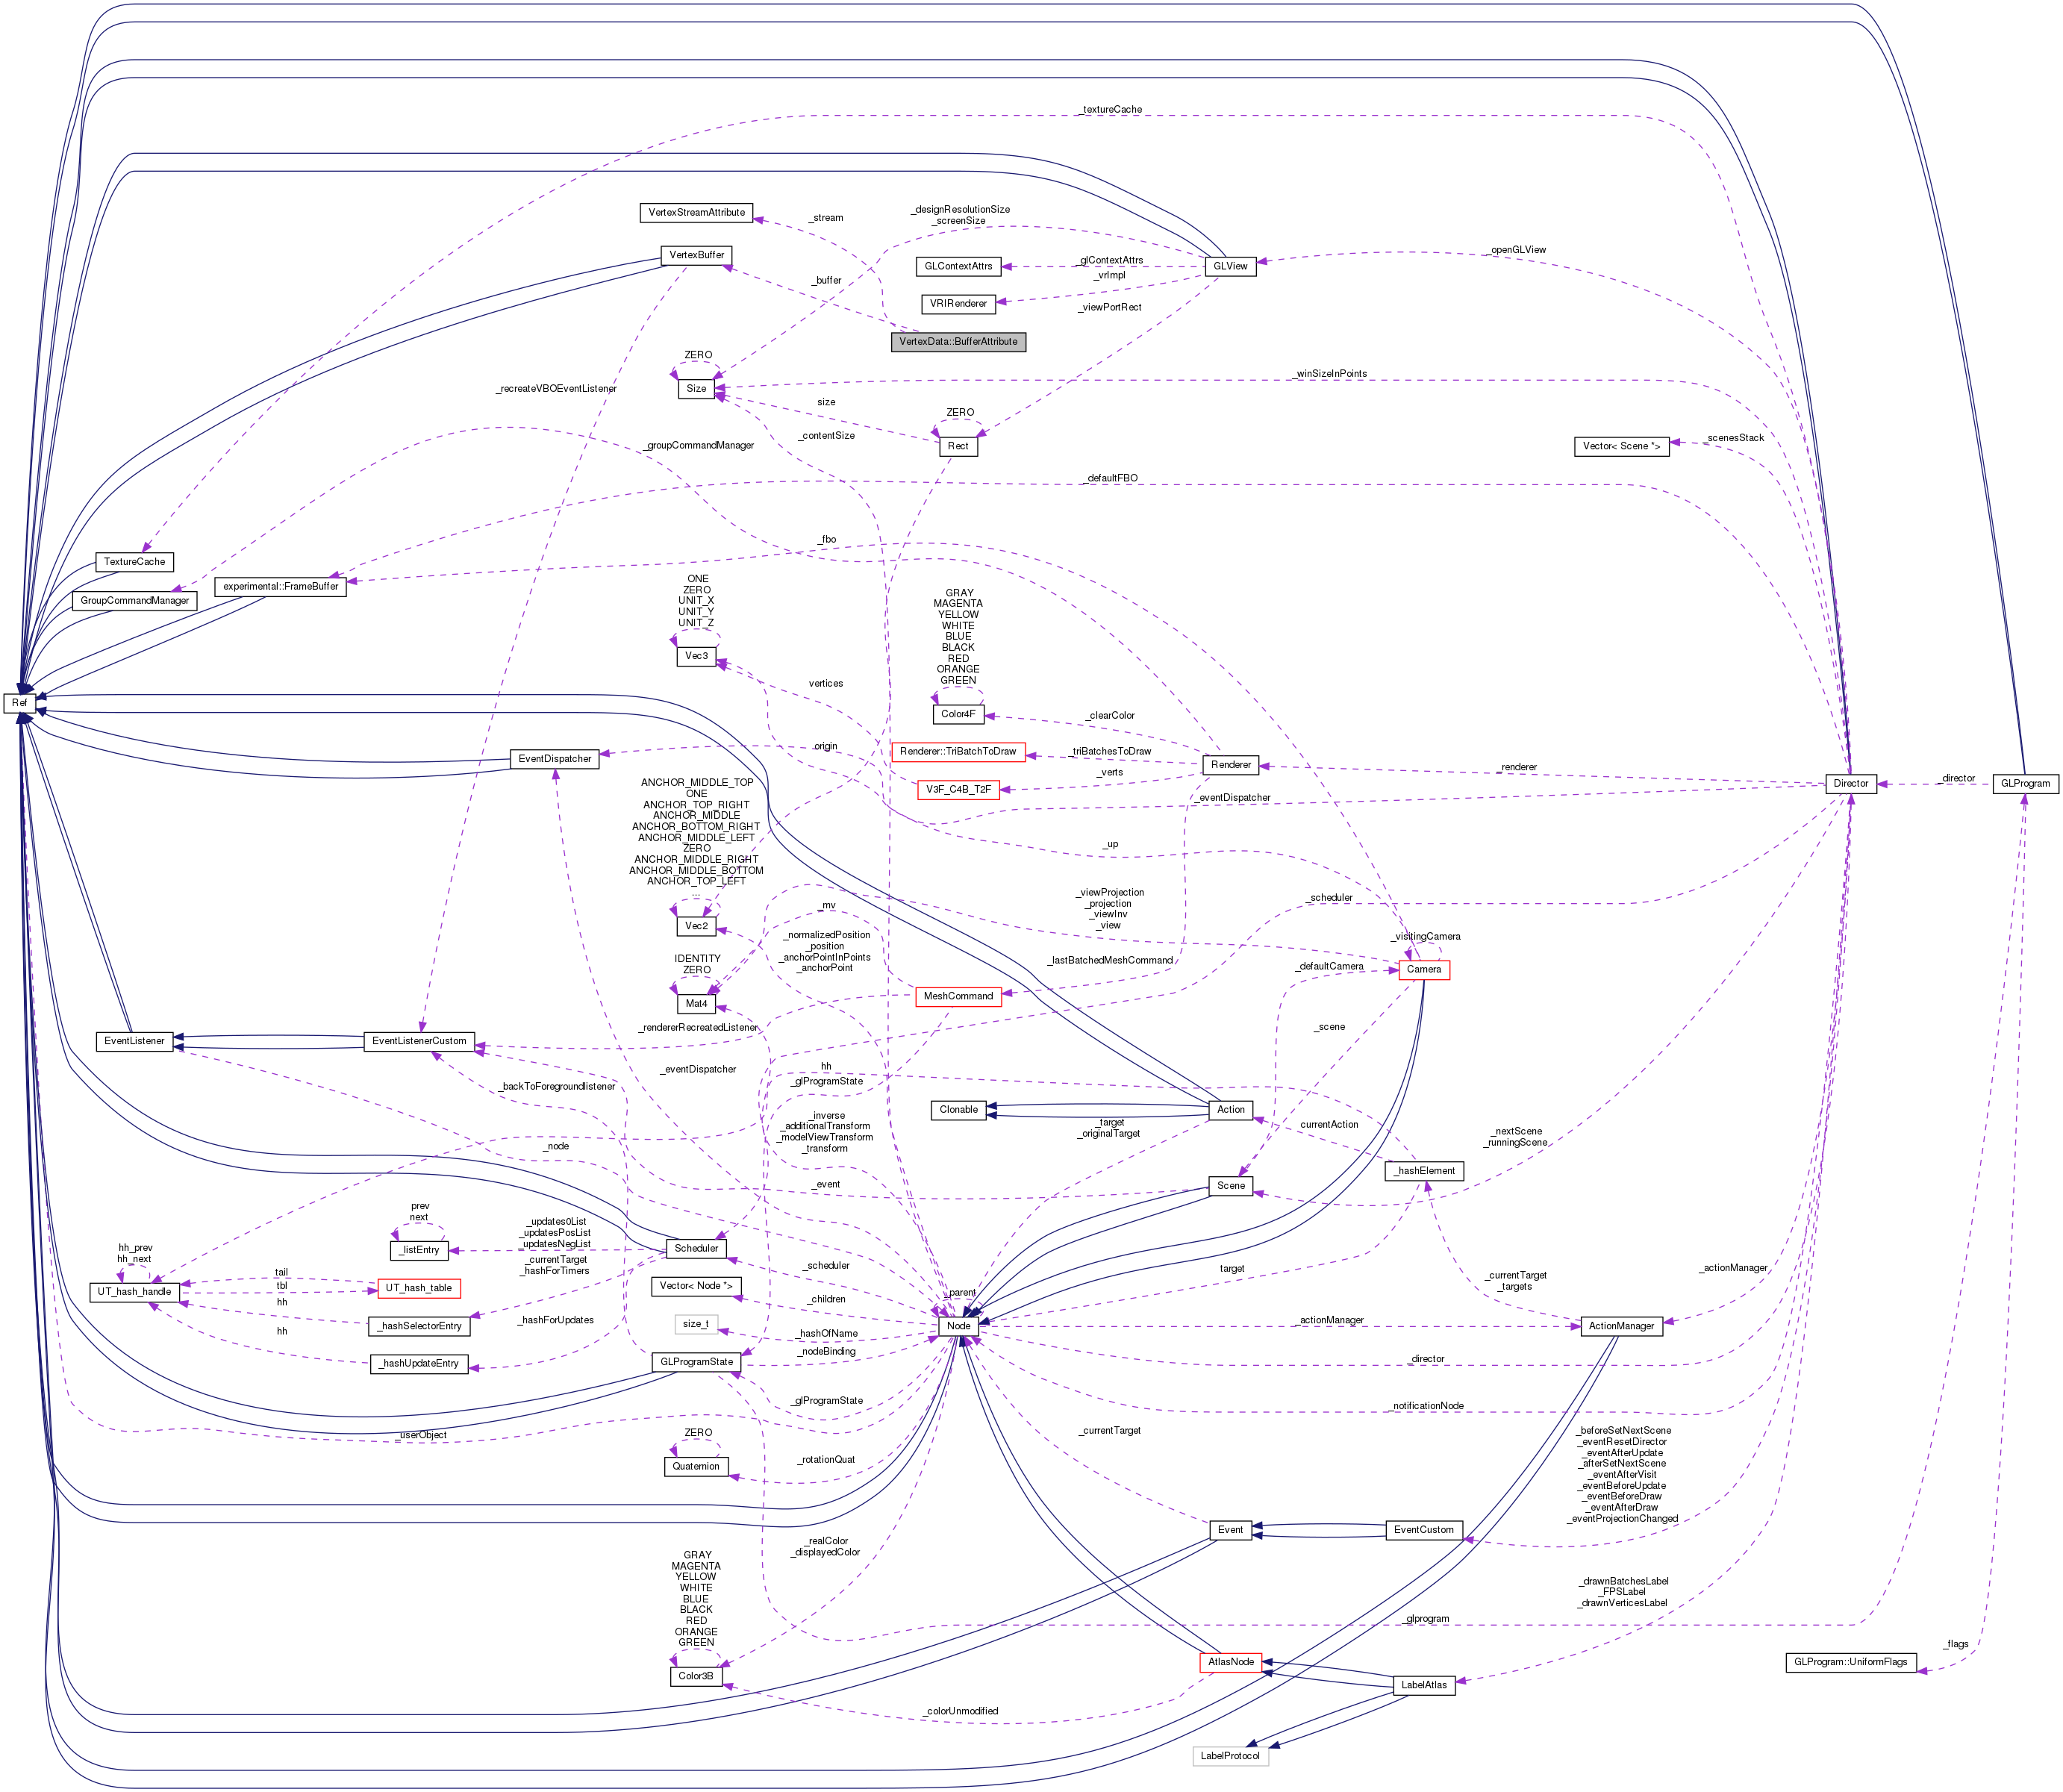 _textureCache
VertexStreamAttribute
_stream
_designResolutionSize
_screenSize
_openGLView
VertexBuffer
GLContextAttrs
_glContextAttrs
GLView
_vrImpl
_buffer
VRIRenderer
_viewPortRect
VertexData::BufferAttribute
ZERO
Size
_winSizeInPoints
_recreateVBOEventListener
size
ZERO
_contentSize
Rect
_groupCommandManager
Vector< Scene *>
_scenesStack
_defaultFBO
_fbo
TextureCache
experimental::FrameBuffer
GroupCommandManager
ONE
ZERO
UNIT_X
UNIT_Y
UNIT_Z
Vec3
GRAY
MAGENTA
YELLOW
WHITE
BLUE
BLACK
RED
ORANGE
GREEN
Color4F
vertices
_clearColor
Ref
EventDispatcher
origin
Renderer::TriBatchToDraw
_triBatchesToDraw
Renderer
_renderer
Director
_director
GLProgram
V3F_C4B_T2F
_verts
_eventDispatcher
ANCHOR_MIDDLE_TOP
ONE
ANCHOR_TOP_RIGHT
ANCHOR_MIDDLE
ANCHOR_BOTTOM_RIGHT
ANCHOR_MIDDLE_LEFT
ZERO
ANCHOR_MIDDLE_RIGHT
ANCHOR_MIDDLE_BOTTOM
ANCHOR_TOP_LEFT
...
Vec2
_up
_mv
_viewProjection
_projection
_viewInv
_view
_scheduler
_normalizedPosition
_position
_anchorPointInPoints
_anchorPoint
_visitingCamera
_lastBatchedMeshCommand
_defaultCamera
Camera
IDENTITY
ZERO
Mat4
MeshCommand
EventListener
EventListenerCustom
_rendererRecreatedListener
_scene
_eventDispatcher
hh
_backToForegroundlistener
_glProgramState
Clonable
Action
_inverse
_additionalTransform
_modelViewTransform
_transform
_target
_originalTarget
currentAction
_nextScene
_runningScene
_node
_hashElement
_event
Scene
prev
next
_listEntry
_updates0List
_updatesPosList
_updatesNegList
Scheduler
_currentTarget
_hashForTimers
hh_prev
hh_next
UT_hash_handle
tail
tbl
UT_hash_table
_scheduler
target
_currentTarget
_targets
_actionManager
Vector< Node *>
_children
_parent
hh
_hashSelectorEntry
_hashForUpdates
size_t
_hashOfName
Node
_actionManager
ActionManager
hh
_hashUpdateEntry
GLProgramState
_nodeBinding
_director
_glProgramState
_notificationNode
_userObject
ZERO
Quaternion
_rotationQuat
_currentTarget
_beforeSetNextScene
_eventResetDirector
_eventAfterUpdate
_afterSetNextScene
_eventAfterVisit
_eventBeforeUpdate
_eventBeforeDraw
_eventAfterDraw
_eventProjectionChanged
Event
EventCustom
_realColor
_displayedColor
GRAY
MAGENTA
YELLOW
WHITE
BLUE
BLACK
RED
ORANGE
GREEN
Color3B
_drawnBatchesLabel
_FPSLabel
_drawnVerticesLabel
_glprogram
_flags
AtlasNode
GLProgram::UniformFlags
LabelAtlas
_colorUnmodified
LabelProtocol